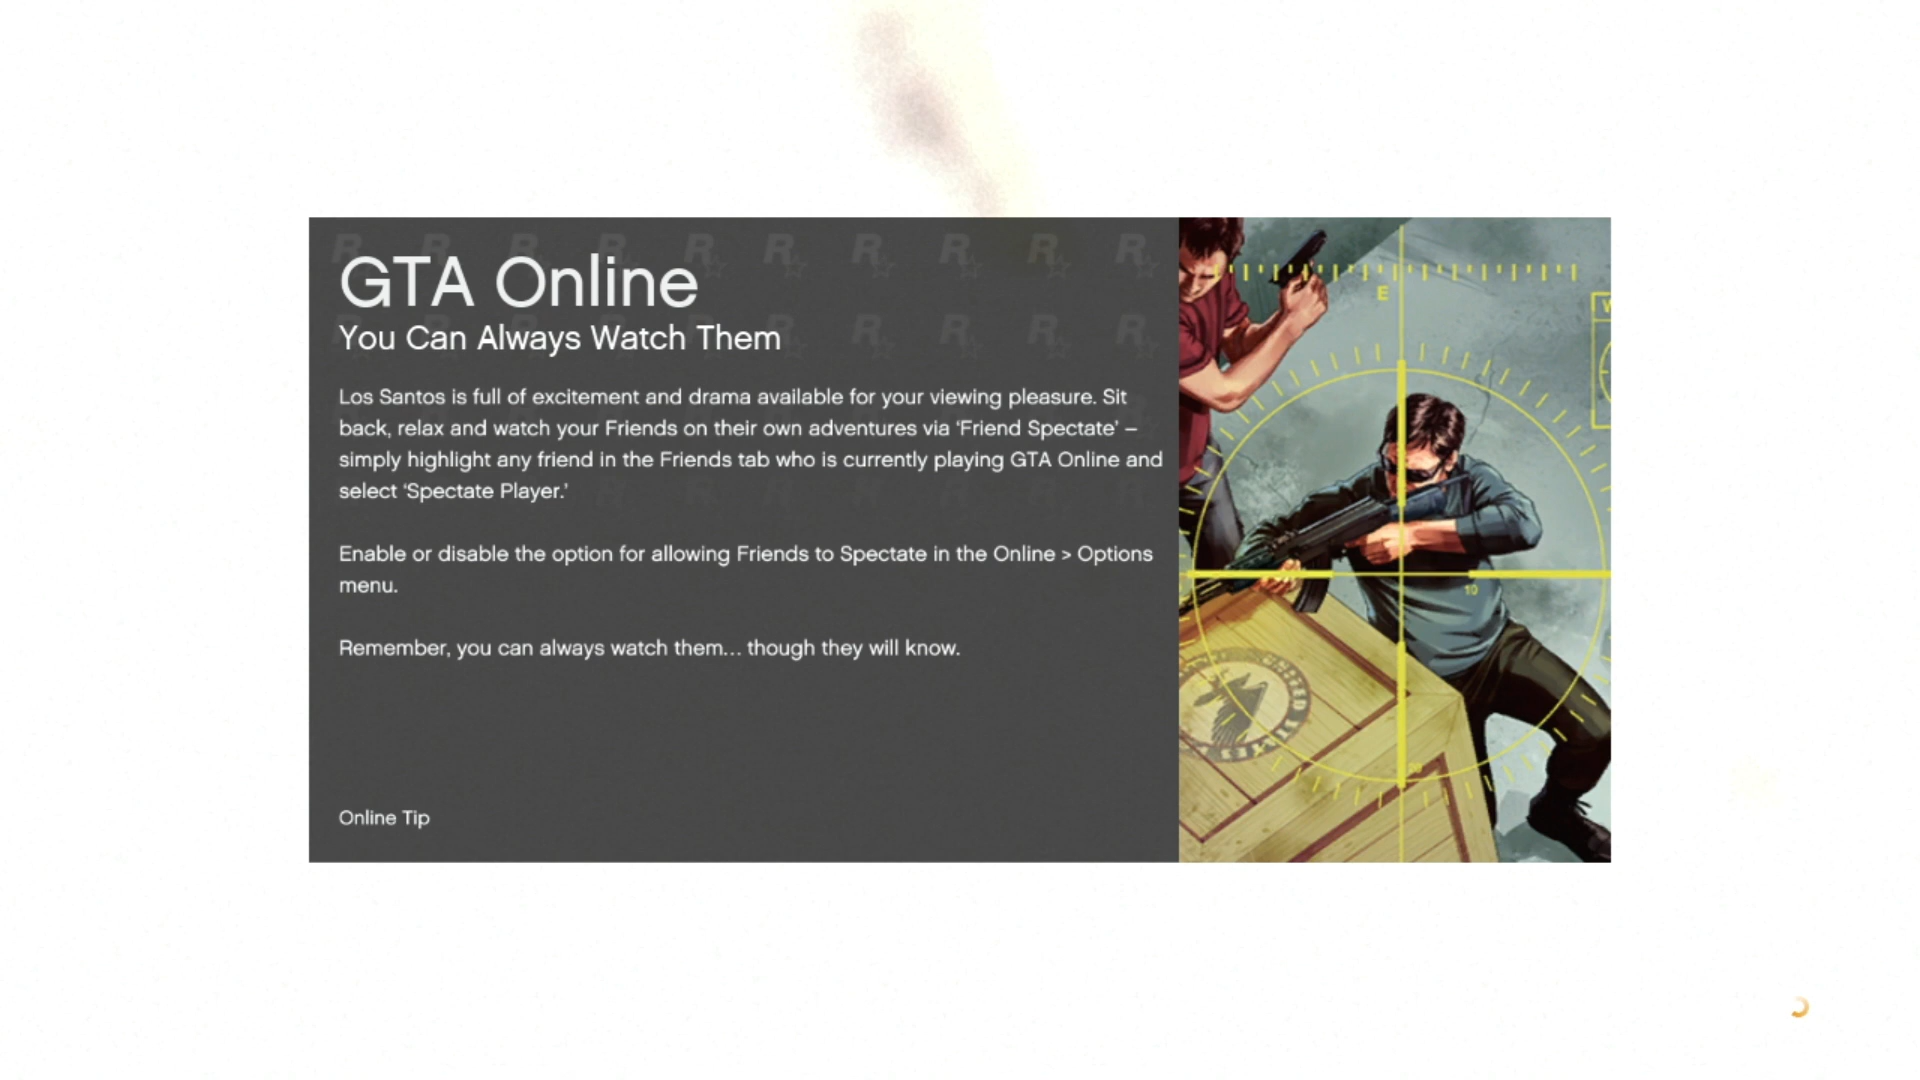 GTA Online
You Can Always Watch Them
Los Santos is full of excitement and drama available for your viewing pleasure. Sit
back, relax and watch your Friends on their own adventures via ‘Friend Spectate’ –
simply highlight any friend in the Friends tab who is currently playing GTA Online and
select ‘Spectate Player.’
Enable or disable the option for allowing Friends to Spectate in the Online > Options
menu.
Remember, you can always watch them... though they will know.
Online Tip
E
10